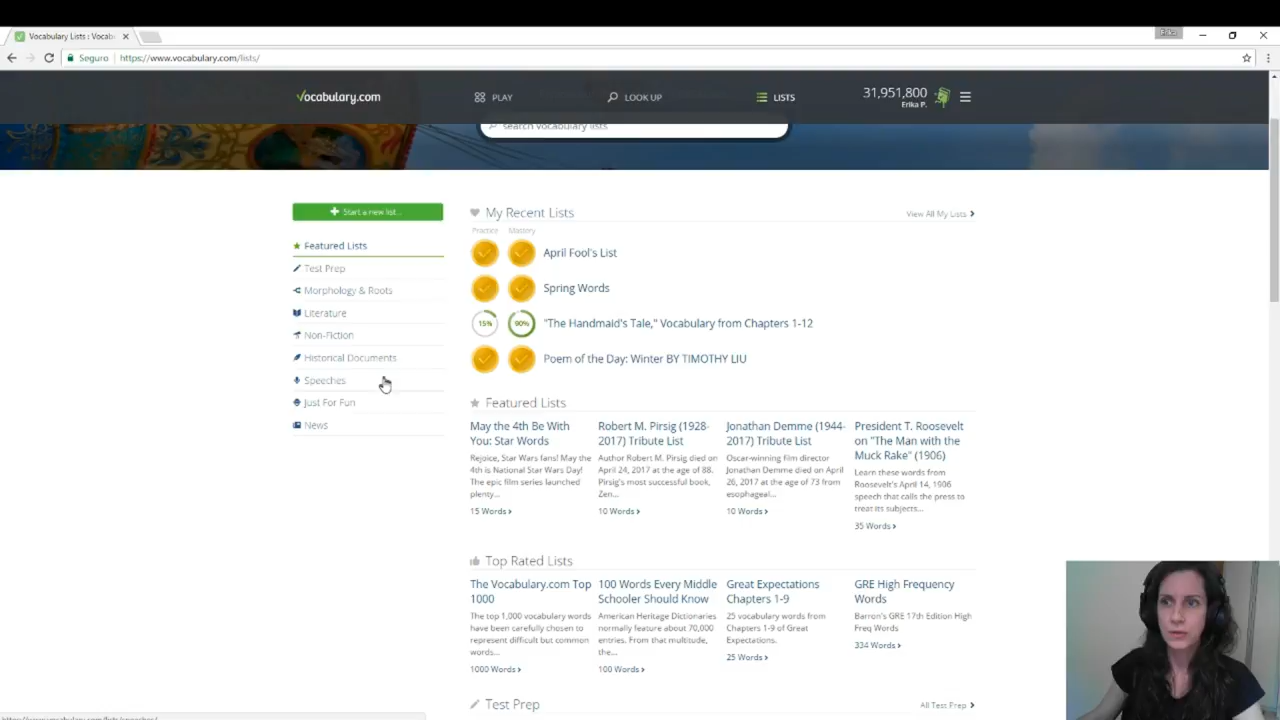 Vocabulary Lists : Vocab
Erika
Seguro https://www.vocabulary.com/lists/
Vocabulary.com PLAY LOOK UP LISTS 31,951,800
Erika P.
search vocabulary lists
Start a new list...
Featured Lists
Test Prep
Morphology & Roots
Literature
Non-Fiction
Historical Documents
Speeches
Just For Fun
News
My Recent Lists View All My Lists
Practice Mastery
April Fool's List
Spring Words
15% 90% "The Handmaid's Tale," Vocabulary from Chapters 1-12
Poem of the Day: Winter BY TIMOTHY LIU
Featured Lists
May the 4th Be With
You: Star Words
Rejoice, Star Wars fans! May the
4th is National Star Wars Day!
The epic film series launched
plenty...
15 Words
Robert M. Pirsig (1928-
2017) Tribute List
Author Robert M. Pirsig died on
April 24, 2017 at the age of 88.
Pirsig's most successful book,
Zen...
10 Words
Jonathan Demme (1944-
2017) Tribute List
Oscar-winning film director
Jonathan Demme died on April
26, 2017 at the age of 73 from
esophageal...
10 Words
President T. Roosevelt
on "The Man with the
Muck Rake" (1906)
Learn these words from
Roosevelt's April 14, 1906
speech that calls the press to
treat its subjects...
35 Words
Top Rated Lists
The Vocabulary.com Top
1000
The top 1,000 vocabulary words
have been carefully chosen to
represent difficult but common
words...
1000 Words
100 Words Every Middle
Schooler Should Know
American Heritage Dictionaries
normally feature about 70,000
entries. From that multitude,
the...
100 Words
Great Expectations
Chapters 1-9
25 vocabulary words from
Chapters 1-9 of Great
Expectations.
25 Words
GRE High Frequency
Words
Barron's GRE 17th Edition High
Freq Words
334 Words
Test Prep All Test Prep
https://www.vocabulary.com/lists/speeches/